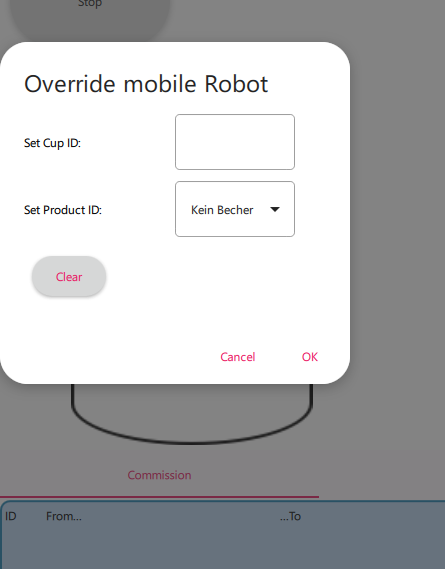 Stop
Override mobile Robot
Set Cup ID:
Set Product ID:
Kein Becher
Clear
Cancel
OK
Commission
ID From... ...To